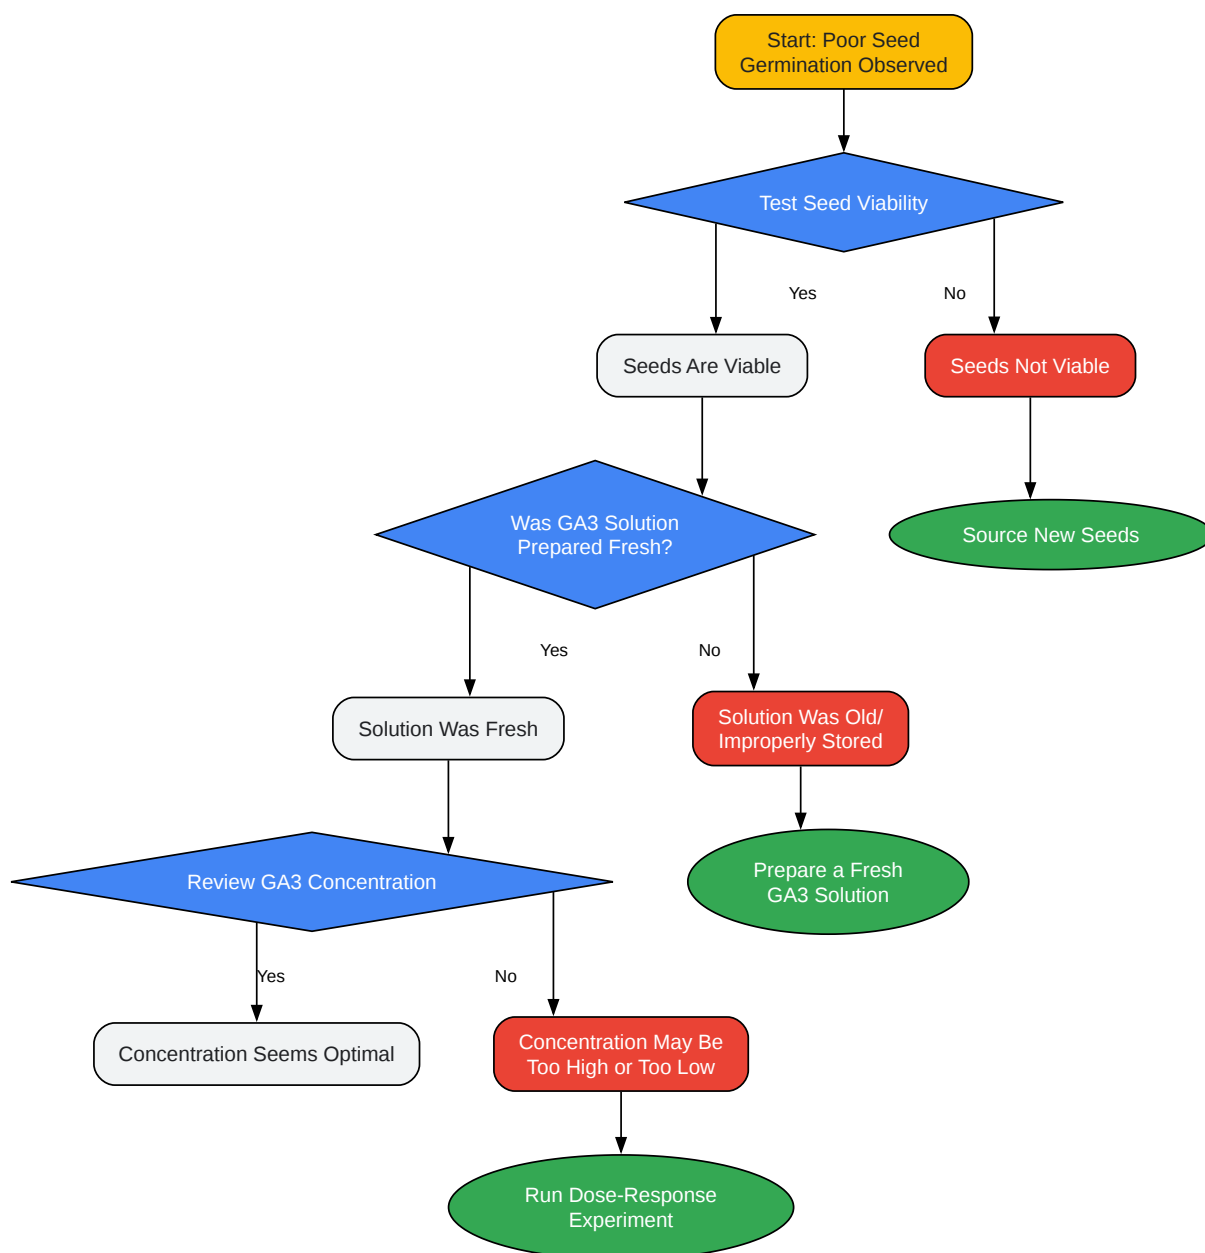 Start: Poor Seed
Germination Observed
Test Seed Viability
Yes
No
Seeds Are Viable
Seeds Not Viable
Was GA3 Solution
Prepared Fresh?
Source New Seeds
Yes
No
Solution Was Fresh
Solution Was Old/
Improperly Stored
Review GA3 Concentration
Prepare a Fresh
GA3 Solution
Yes
No
Concentration Seems Optimal
Concentration May Be
Too High or Too Low
Run Dose-Response
Experiment